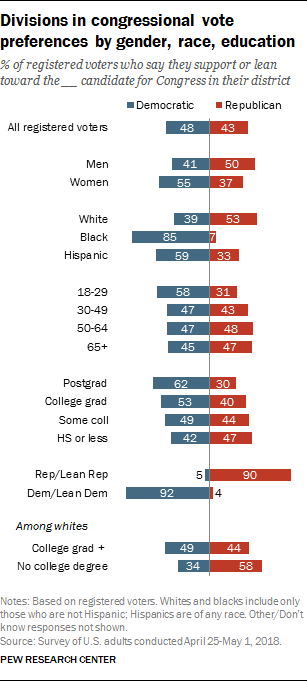 Divisions in congressional vote
preferences by gender, race, education
% of registered voters who say they support or lean
toward the __ candidate for Congress in their district
Democratic Republican
All registered voters 48 43
Men 41 50
Women 55 37
White 39 53
Black 85 7
Hispanic 59 33
18-29 58 31
30-49 47 43
50-64 47 48
65+ 45 47
Postgrad 62 30
College grad 53 40
Some coll 49 44
HS or less 42 47
Rep/Lean Rep 5 90
Dem/Lean Dem 92 4
Among whites
College grad + 49 44
No college degree 34 58
Notes: Based on registered voters. Whites and blacks include only
those who are not Hispanic; Hispanics are of any race. Other/Don't
know responses not shown.
Source: Survey of U.S. adults conducted April 25-May 1, 2018.
PEW RESEARCH CENTER